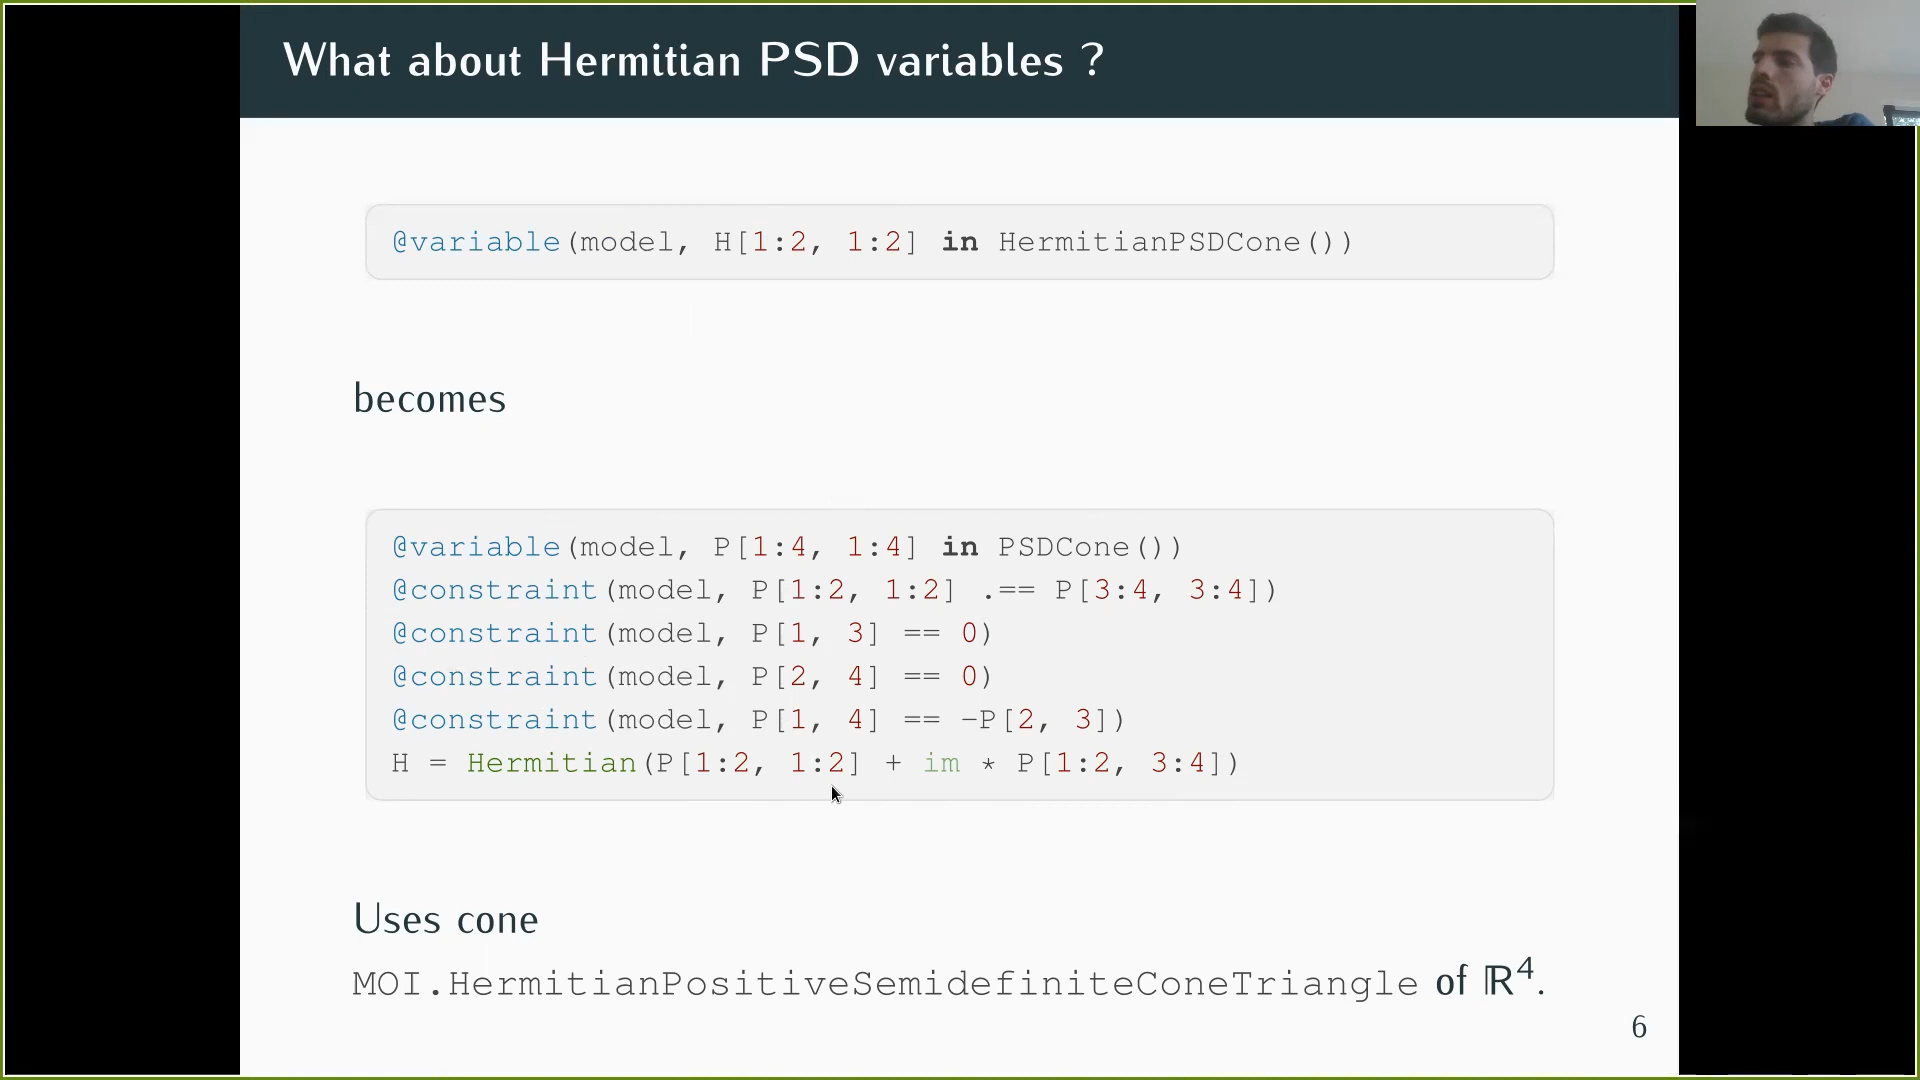 What about Hermitian PSD variables ?
@variable(model, H[1:2, 1:2] in HermitianPSDCone())
becomes
@variable(model, P[1:4, 1:4] in PSDCone())
@constraint(model, P[1:2, 1:2] .== P[3:4, 3:4])
@constraint(model, P[1, 3] == 0)
@constraint(model, P[2, 4] == 0)
@constraint(model, P[1, 4] == -P[2, 3])
H = Hermitian(P[1:2, 1:2] + im * P[1:2, 3:4])
Uses cone
MOI.HermitianPositiveSemidefiniteConeTriangle of ℝ⁴.
6